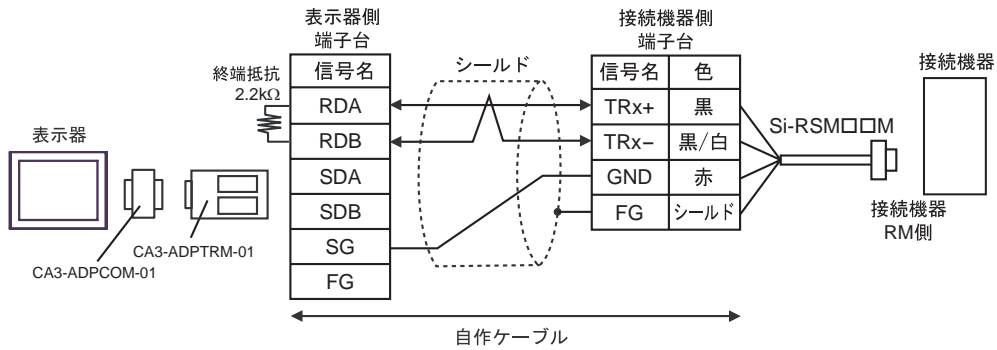 表示器側
端子台
接続機器側
端子台
終端抵抗
2.2kΩ
信号名
シールド
信号名 色
接続機器
RDA
TRx+ 黒
Si-RSM□□M
表示器
RDB
TRx− 黒/白
SDA
GND 赤
SDB
FG シールド
接続機器
RM側
SG
CA3-ADPTRM-01
CA3-ADPCOM-01
FG
自作ケーブル